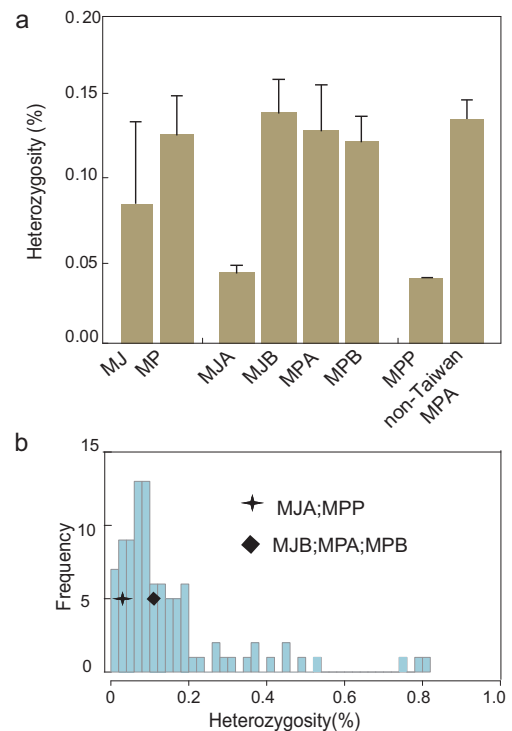 a
0.20
0.15
0.10
0.05
0.00
Heterozygosity (%)
MJ
MP
MJA
MJB
MPA
MPB
MPP
non-Taiwan
MPA
b
15
10
5
0
Frequency
MJA;MPP
MJB;MPA;MPB
0
0.2
0.4
0.6
0.8
1.0
Heterozygosity(%)